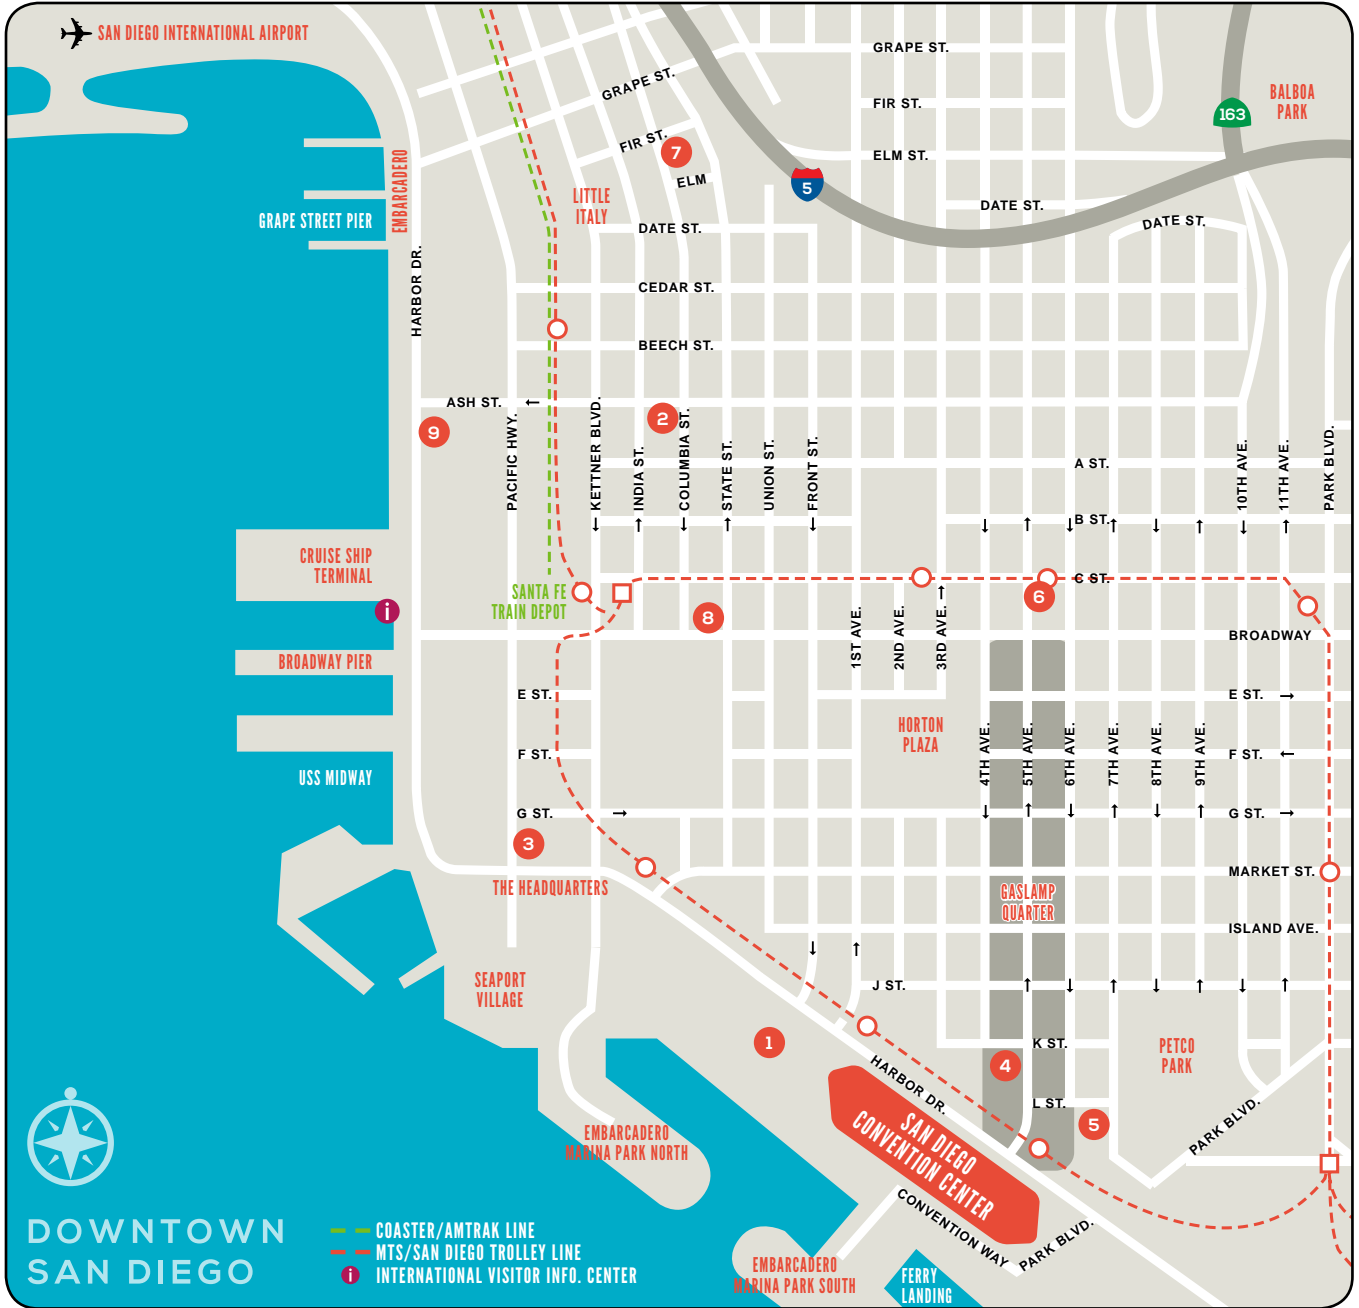 SAN DIEGO INTERNATIONAL AIRPORT
GRAPE ST.
GRAPE ST.
FIR ST.
BALBOA
PARK
163
FIR ST.
7
ELM ST.
EMBARCADERO
ELM
5
LITTLE
ITALY
DATE ST.
GRAPE STREET PIER
DATE ST.
DATE ST.
HARBOR DR.
CEDAR ST.
BEECH ST.
ASH ST.
9
2
PACIFIC HWY.
KETTNER BLVD.
INDIA ST.
COLUMBIA ST.
STATE ST.
UNION ST.
FRONT ST.
A ST.
10TH AVE.
11TH AVE.
PARK BLVD.
B ST.
CRUISE SHIP
TERMINAL
SANTA FE
TRAIN DEPOT
C ST.
6
i
8
1ST AVE.
2ND AVE.
3RD AVE.
BROADWAY
BROADWAY PIER
E ST.
E ST.
HORTON
PLAZA
4TH AVE.
5TH AVE.
6TH AVE.
7TH AVE.
8TH AVE.
9TH AVE.
F ST.
F ST.
USS MIDWAY
G ST.
G ST.
3
MARKET ST.
THE HEADQUARTERS
GASLAMP
QUARTER
ISLAND AVE.
SEAPORT
VILLAGE
J ST.
1
K ST.
PETCO
PARK
4
HARBOR DR.
L ST.
5
PARK BLVD.
SAN DIEGO
CONVENTION CENTER
EMBARCADERO
MARINA PARK NORTH
CONVENTION WAY
PARK BLVD.
EMBARCADERO
MARINA PARK SOUTH
FERRY
LANDING
DOWNTOWN
SAN DIEGO
COASTER/AMTRAK LINE
MTS/SAN DIEGO TROLLEY LINE
i INTERNATIONAL VISITOR INFO. CENTER